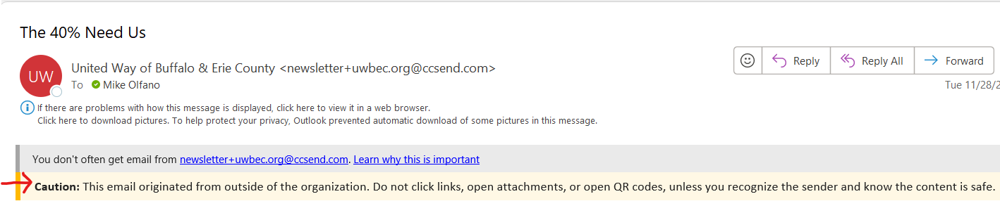 The 40% Need Us
UW
United Way of Buffalo & Erie County <newsletter+uwbec.org@ccsend.com>
To Mike Olfano
Reply
Reply All
Forward
Tue 11/28/2
If there are problems with how this message is displayed, click here to view it in a web browser.
Click here to download pictures. To help protect your privacy, Outlook prevented automatic download of some pictures in this message.
You don't often get email from newsletter+uwbec.org@ccsend.com. Learn why this is important
Caution: This email originated from outside of the organization. Do not click links, open attachments, or open QR codes, unless you recognize the sender and know the content is safe.